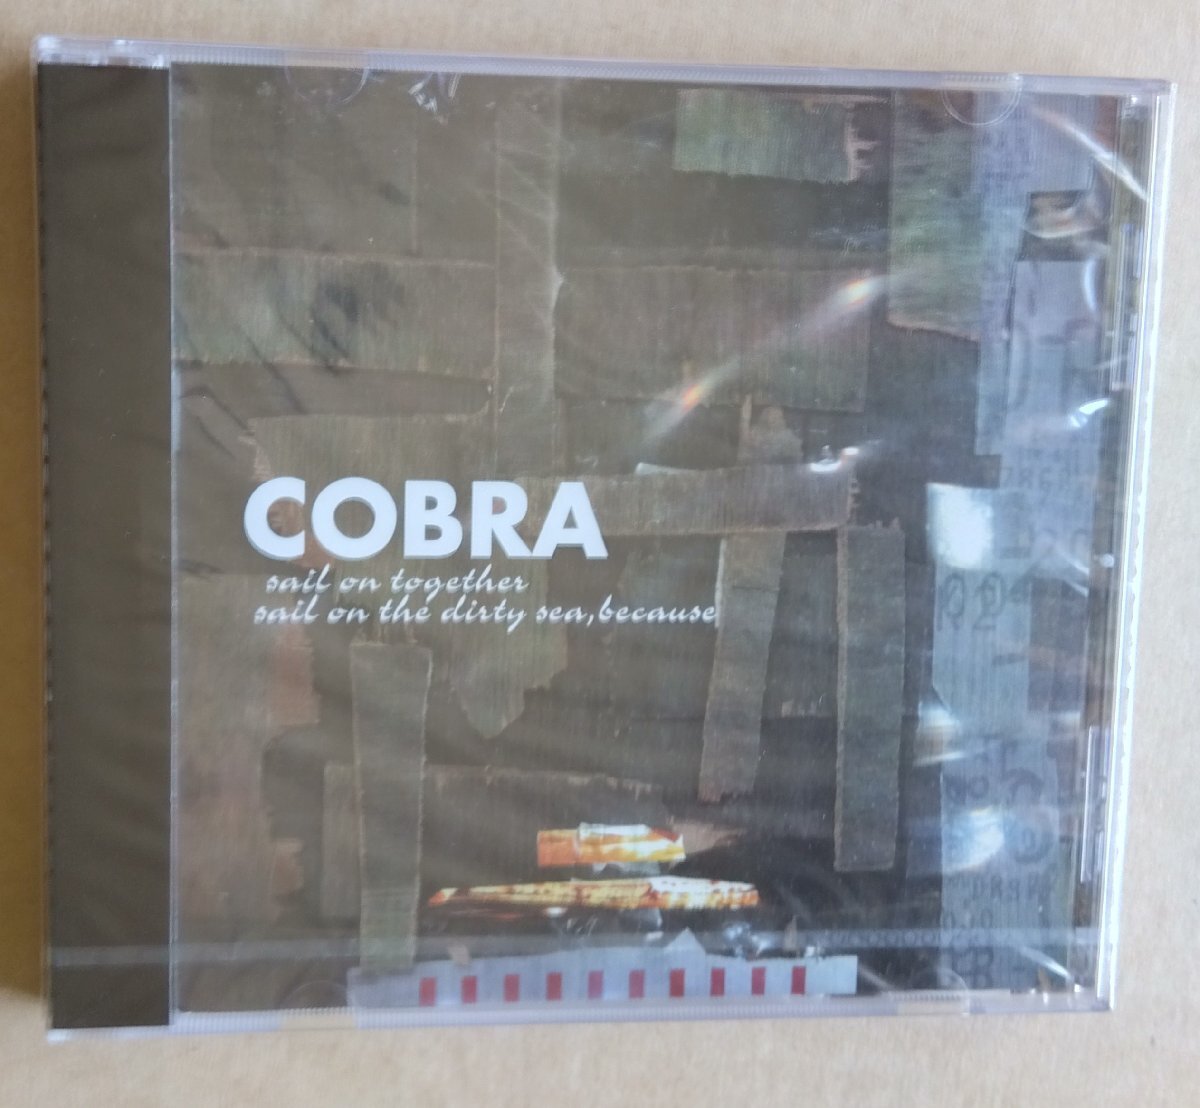 COBRA
sail on together
sail on the dirty sea,because